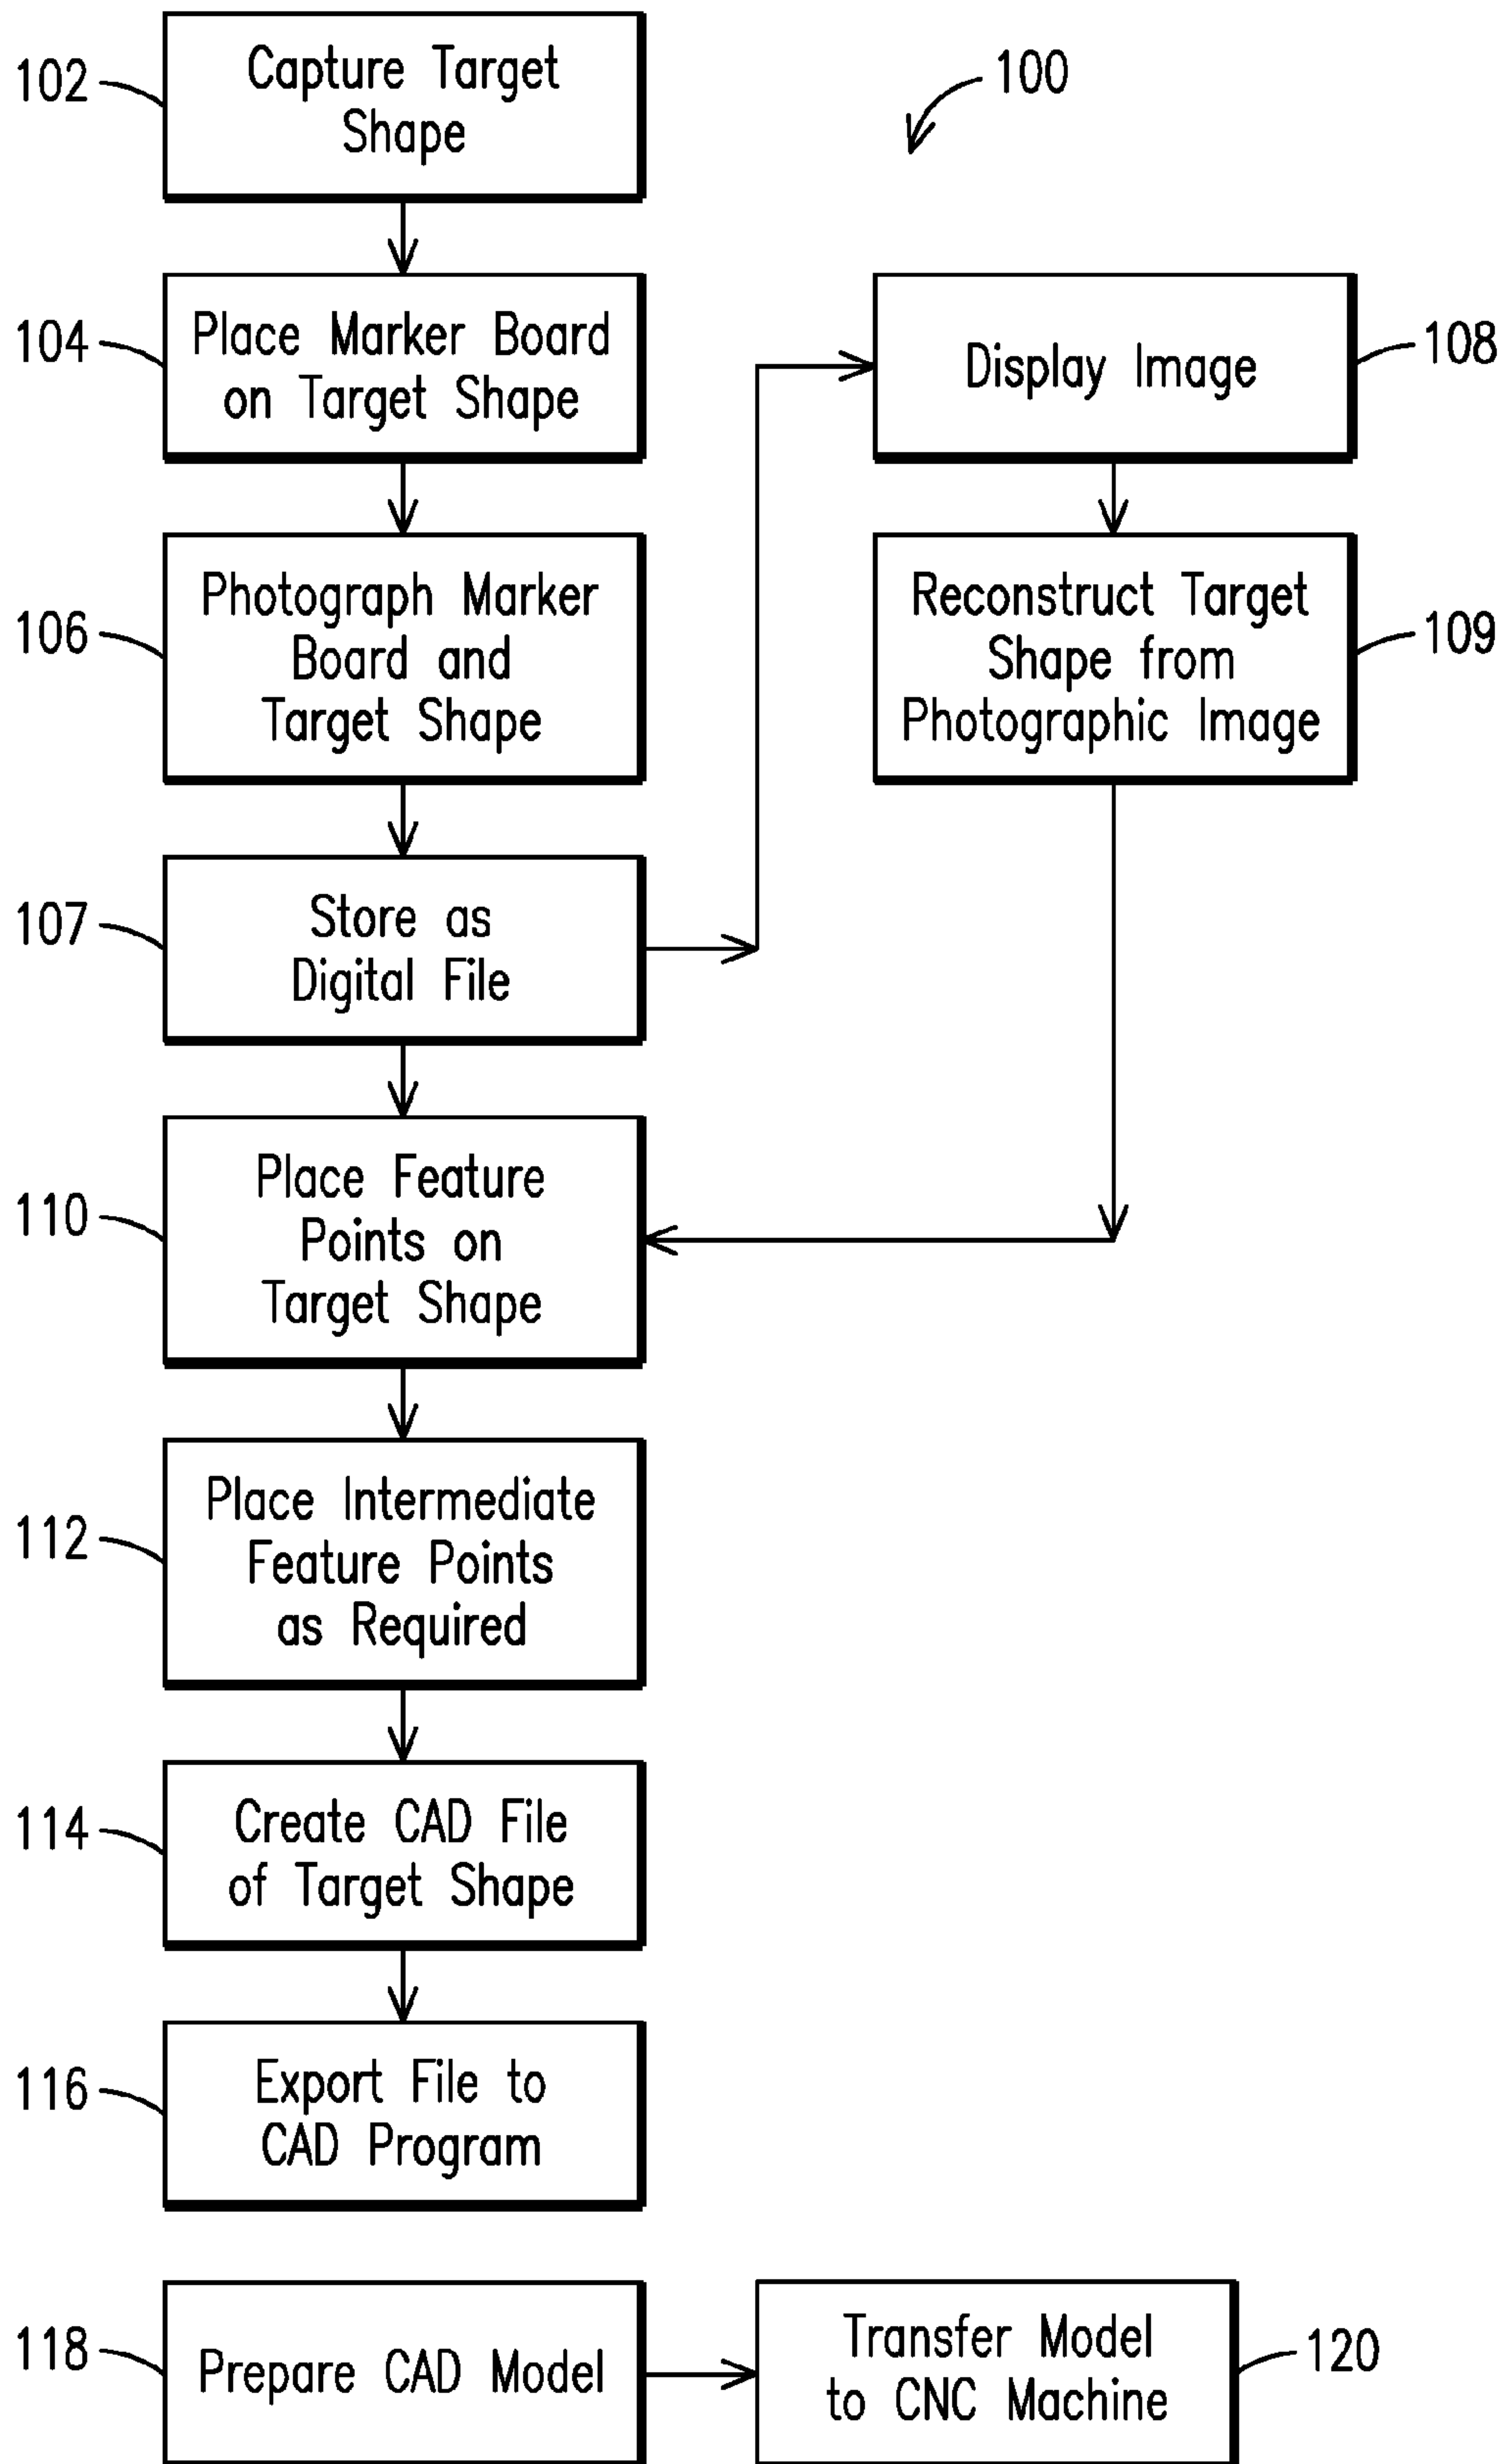 102
Capture Target
Shape
100
104
Place Marker Board
on Target Shape
106
Photograph Marker
Board and
Target Shape
107
Store as
Digital File
Display Image
108
Reconstruct Target
Shape from
Photographic Image
109
110
Place Feature
Points on
Target Shape
112
Place Intermediate
Feature Points
as Required
114
Create CAD File
of Target Shape
116
Export File to
CAD Program
118
Prepare CAD Model
Transfer Model
to CNC Machine
120